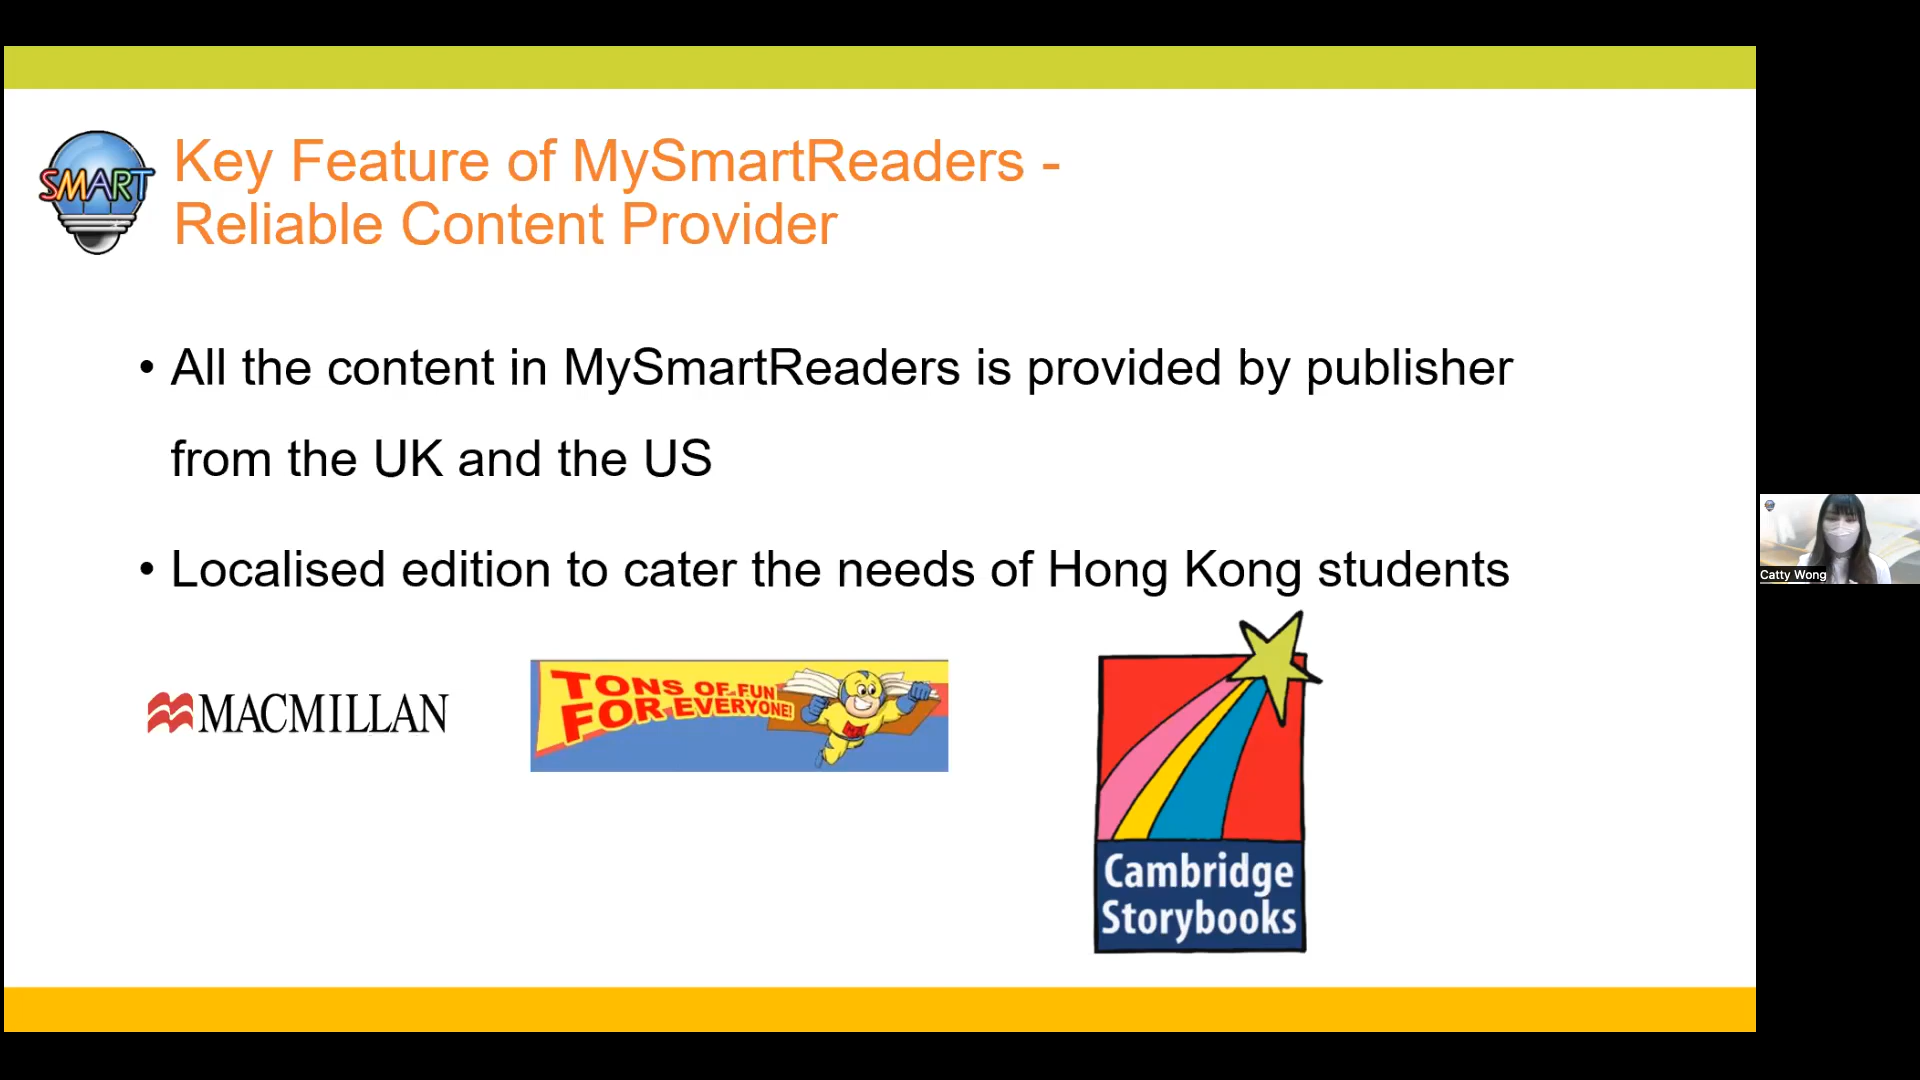 SMART
Key Feature of MySmartReaders -
Reliable Content Provider
• All the content in MySmartReaders is provided by publisher
from the UK and the US
• Localised edition to cater the needs of Hong Kong students
MACMILLAN
TONS OF FUN
FOR EVERYONE!
Cambridge
Storybooks
Catty Wong